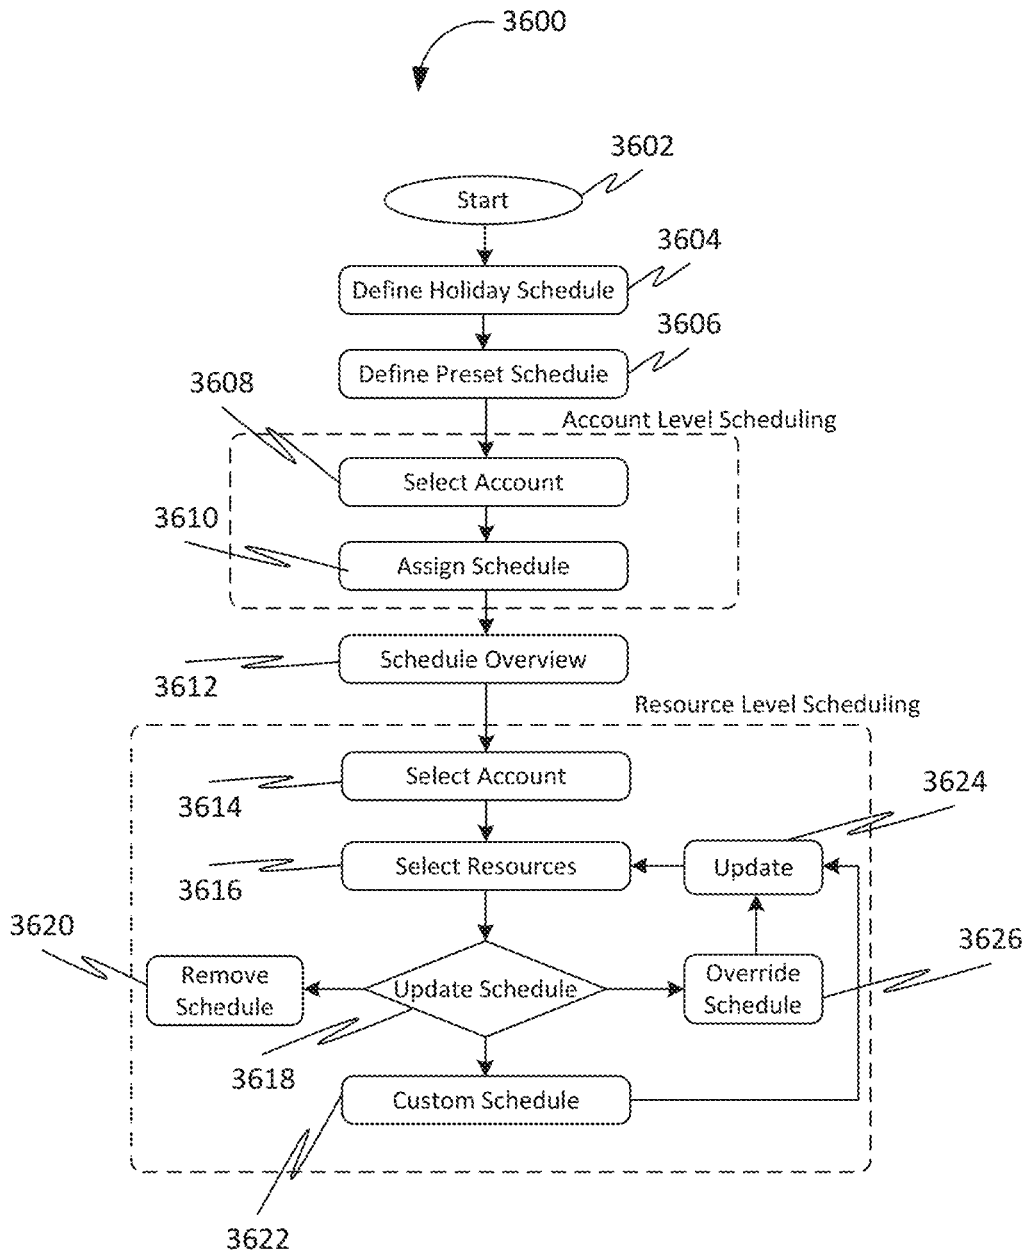 3600
3602
Start
3604
Define Holiday Schedule
3606
Define Preset Schedule
3608
Account Level Scheduling
Select Account
3610
Assign Schedule
Schedule Overview
3612
Resource Level Scheduling
Select Account
3614
3624
Select Resources
Update
3616
3620
3626
Remove
Schedule
Update Schedule
Override
Schedule
3618
Custom Schedule
3622